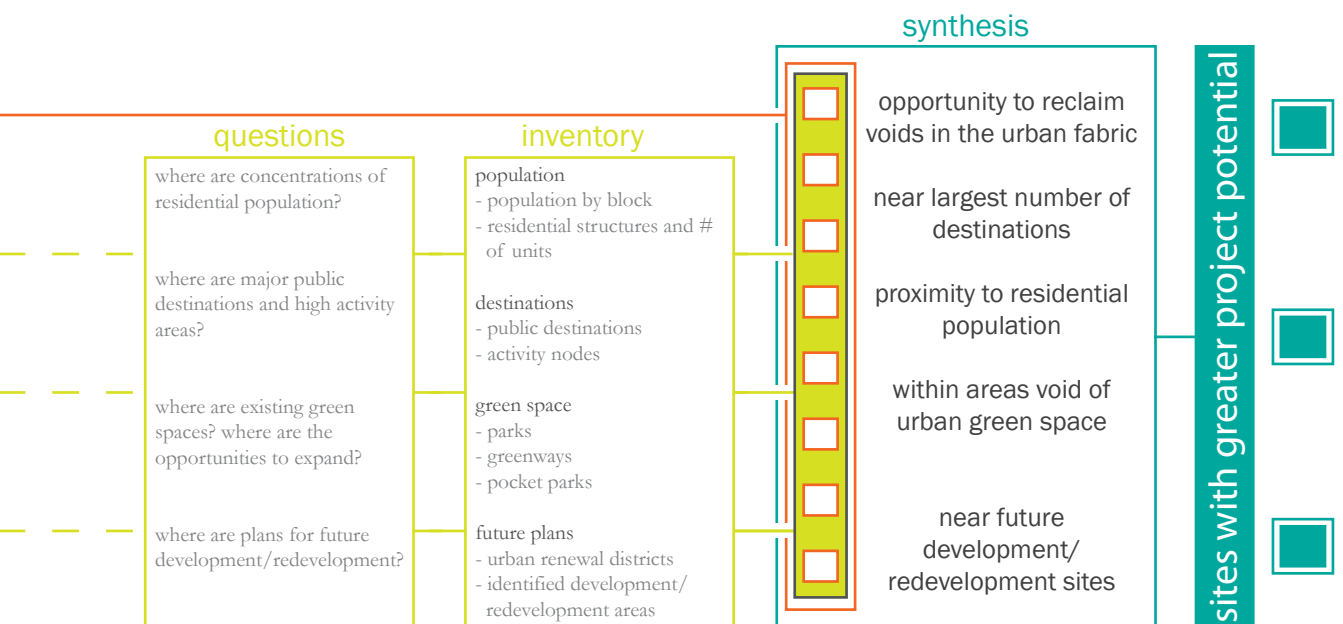 synthesis
questions
where are concentrations of
residential population?
where are major public
destinations and high activity
areas?
where are existing green
spaces? where are the
opportunities to expand?
where are plans for future
development/redevelopment?
inventory
population
- population by block
- residential structures and #
of units
destinations
- public destinations
- activity nodes
green space
- parks
- greenways
- pocket parks
future plans
- urban renewal districts
- identified development/
redevelopment areas
opportunity to reclaim
voids in the urban fabric
near largest number of
destinations
proximity to residential
population
within areas void of
urban green space
near future
development/
redevelopment sites
sites with greater project potential